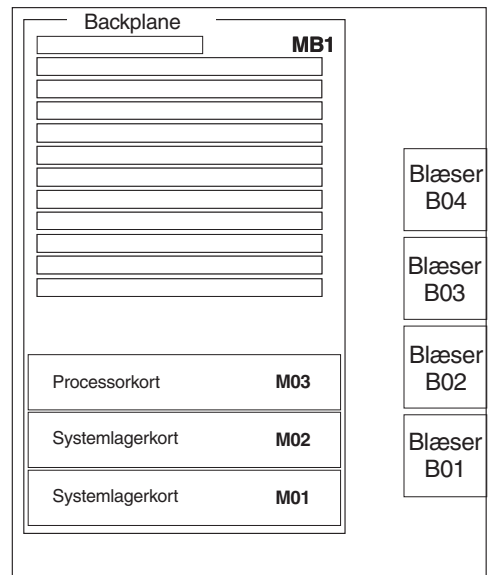 Backplane
MB1
Blæser
B04
Blæser
B03
Blæser
B02
Blæser
B01
Processorkort M03
Systemlagerkort M02
Systemlagerkort M01